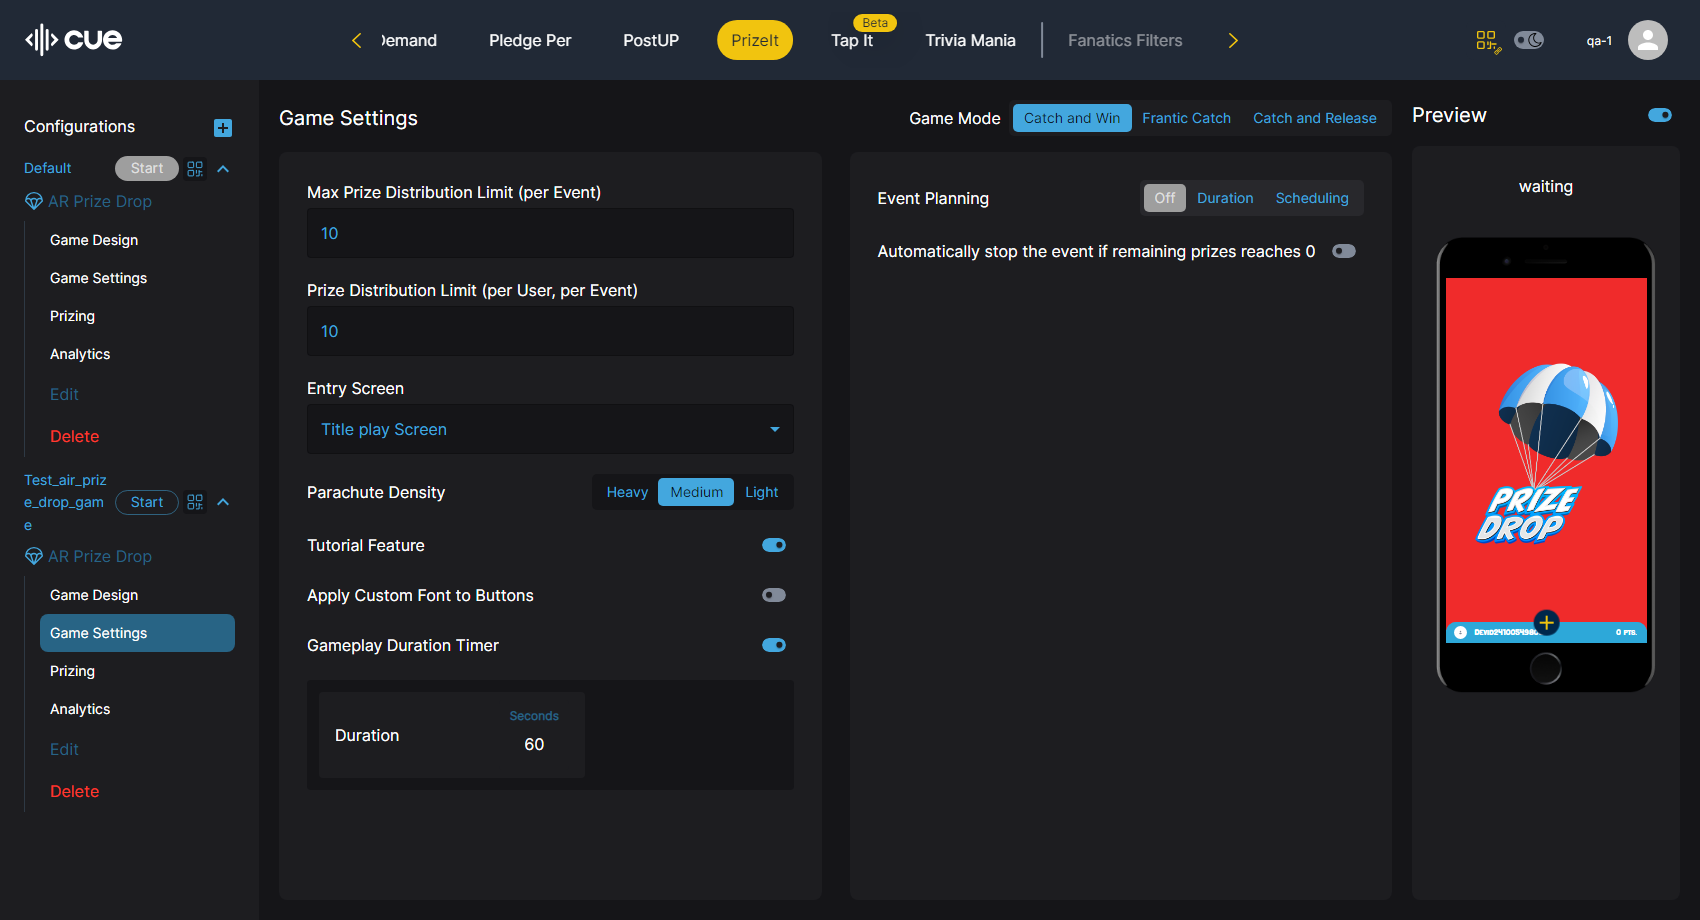 cue
Demand
Pledge Per
PostUP
PrizeIt
Beta
Tap It
Trivia Mania
Fanatics Filters
qa-1
Configurations
Default
Start
AR Prize Drop
Game Design
Game Settings
Prizing
Analytics
Edit
Delete
Test_air_priz
e_drop_gam
e
Start
AR Prize Drop
Game Design
Game Settings
Prizing
Analytics
Edit
Delete
Game Settings
Game Mode
Catch and Win
Frantic Catch
Catch and Release
Max Prize Distribution Limit (per Event)
10
Prize Distribution Limit (per User, per Event)
10
Entry Screen
Title play Screen
Parachute Density
Heavy
Medium
Light
Tutorial Feature
Apply Custom Font to Buttons
Gameplay Duration Timer
Duration
Seconds
60
Event Planning
Off
Duration
Scheduling
Automatically stop the event if remaining prizes reaches 0
Preview
waiting
PRIZE
DROP
0 PTS.